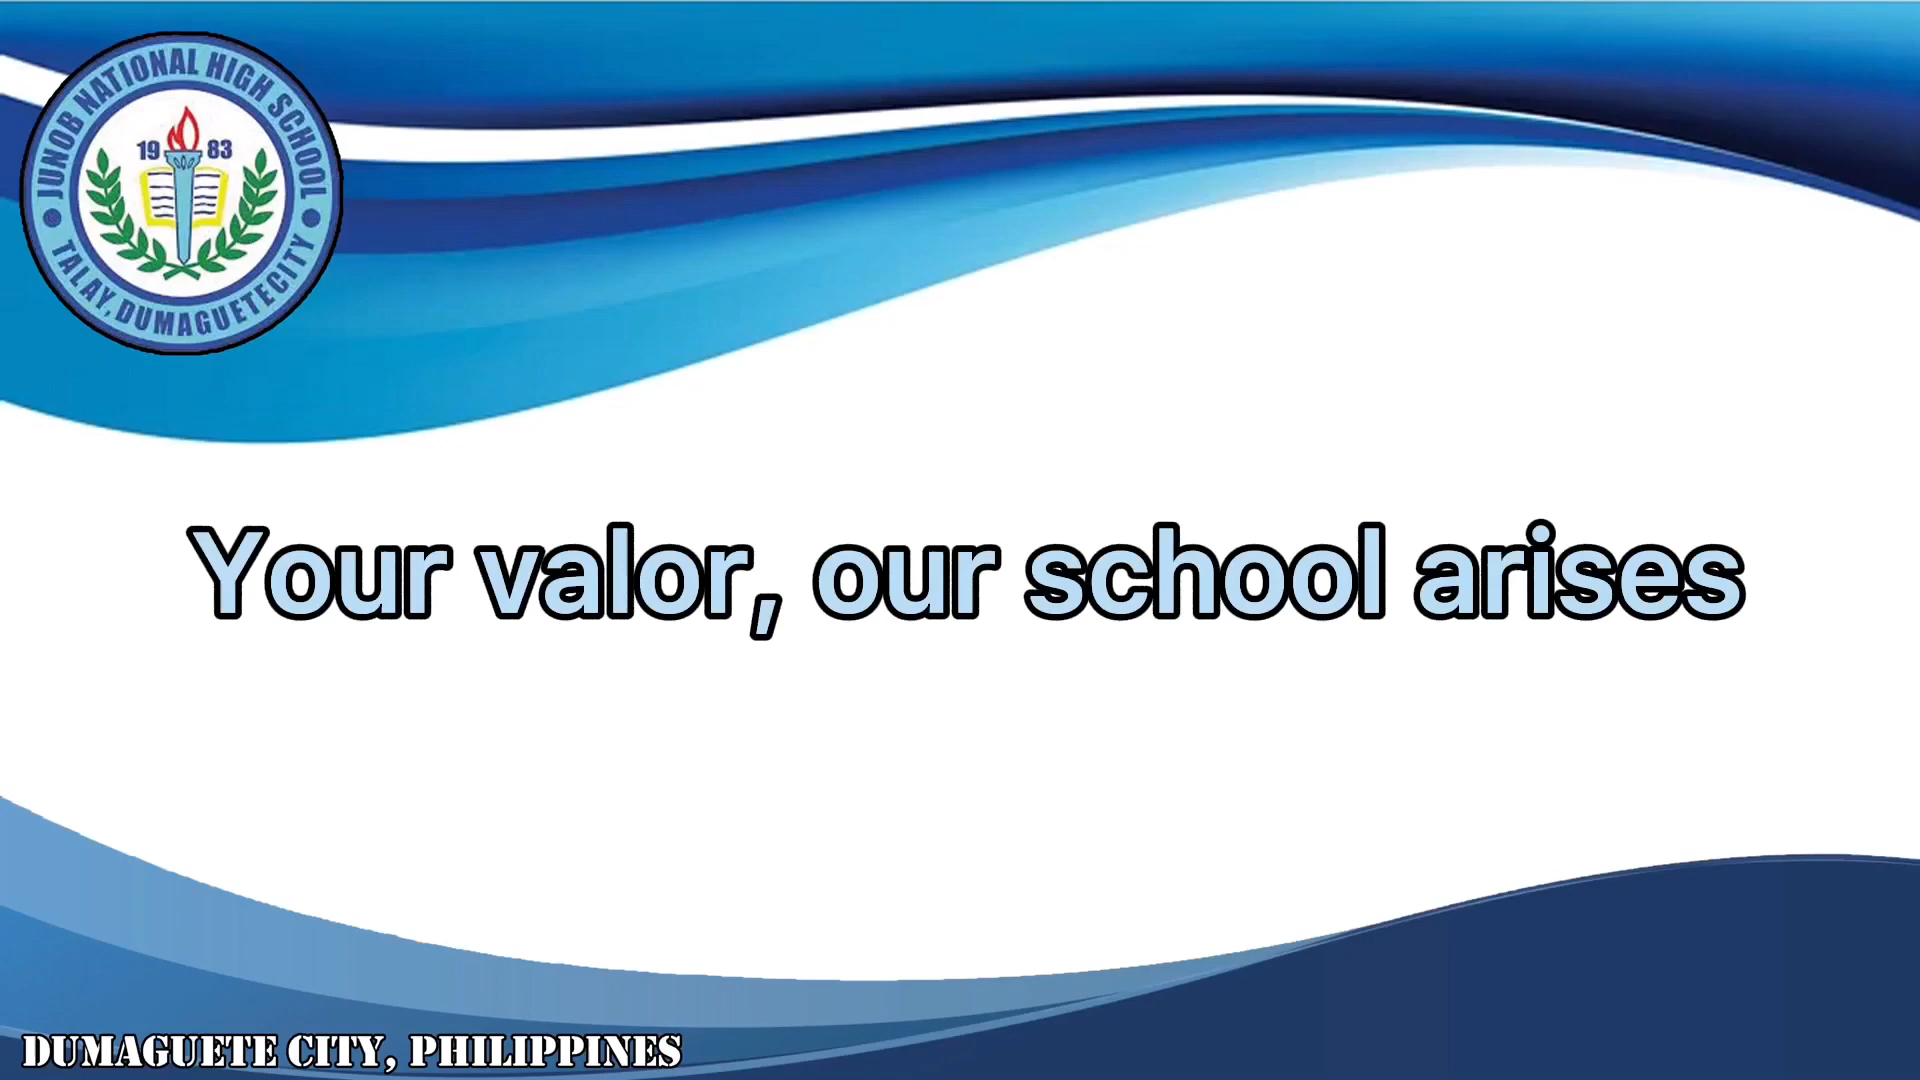 JUNOB NATIONAL HIGH SCHOOL
19 83
TALAY, DUMAGUETE CITY
Your valor, our school arises
DUMAGUETE CITY, PHILIPPINES